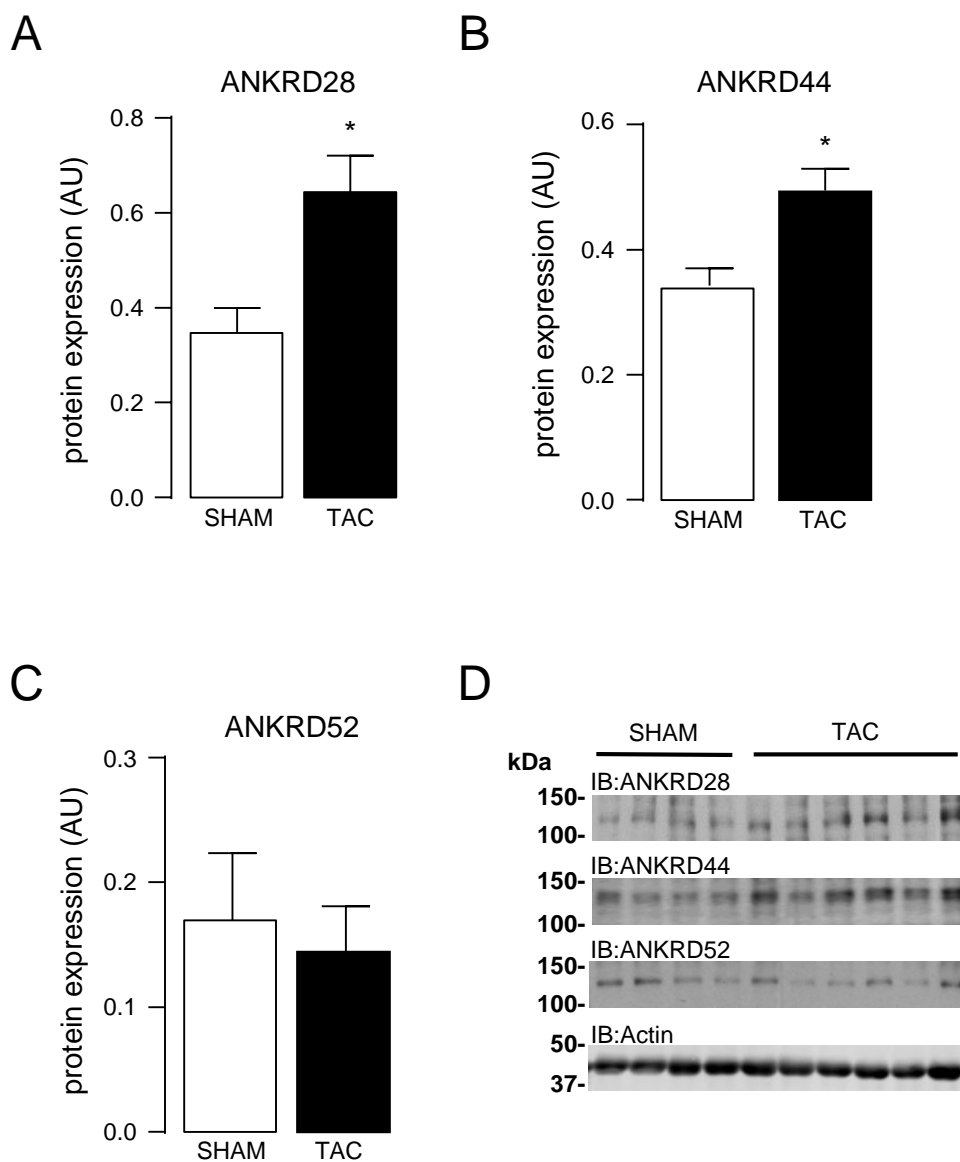 A
ANKRD28
protein expression (AU)
0.8
0.6
0.4
0.2
0.0
*
SHAM TAC
B
ANKRD44
protein expression (AU)
0.6
0.4
0.2
0.0
*
SHAM TAC
C
ANKRD52
protein expression (AU)
0.3
0.2
0.1
0.0
SHAM TAC
D
SHAM TAC
kDa
IB:ANKRD28
150-
100-
IB:ANKRD44
150-
100-
IB:ANKRD52
150-
100-
IB:Actin
50-
37-